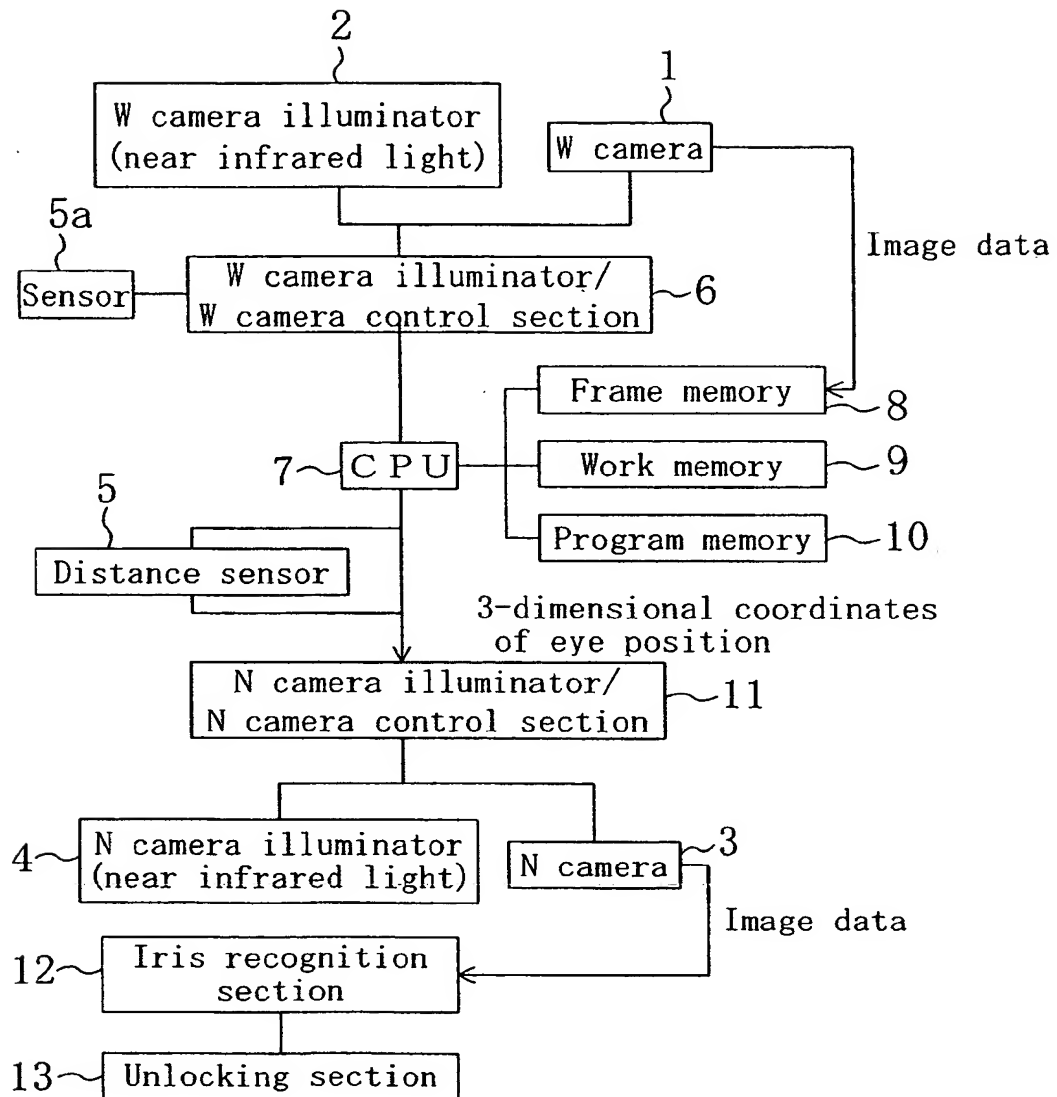 2
1
W camera illuminator
(near infrared light)
W camera
5a
Image data
Sensor
W camera illuminator/
W camera control section
6
Frame memory
8
7
CPU
Work memory
9
5
Program memory
10
Distance sensor
3-dimensional coordinates
of eye position
N camera illuminator/
N camera control section
11
4
N camera illuminator
(near infrared light)
3
N camera
Image data
12
Iris recognition
section
13
Unlocking section